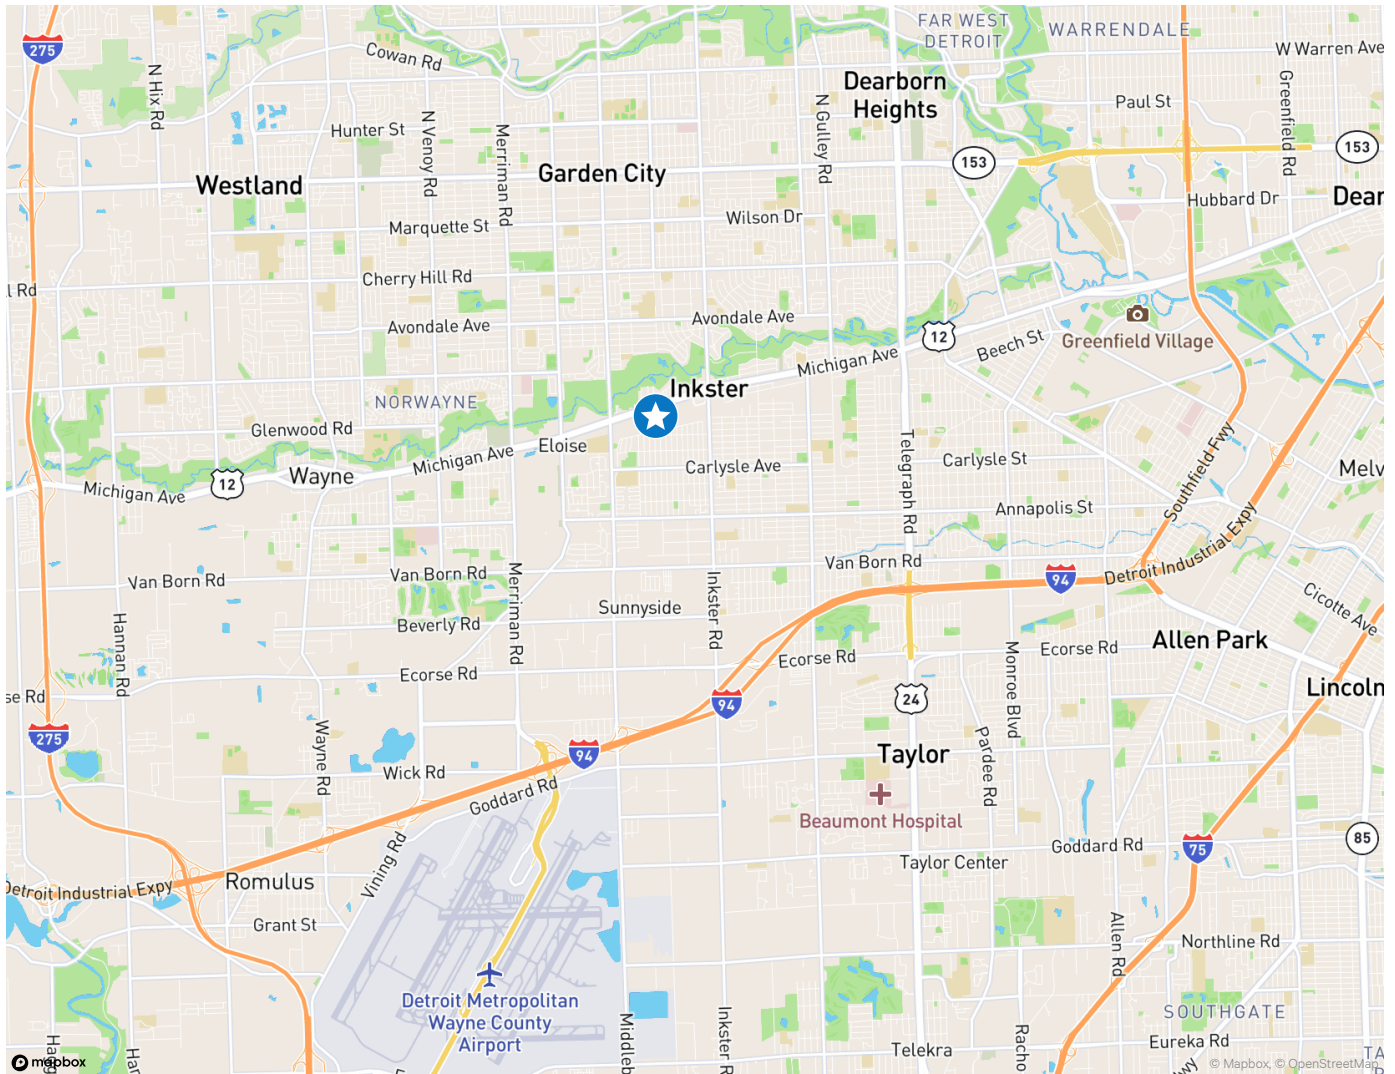 FAR WEST
DETROIT
WARRENDALE
275
Cowan Rd
W Warren Ave
N Hix Rd
Dearborn
Heights
Greenfield Rd
Paul St
Hunter St
N Venoy Rd
Merriman Rd
N Gulley Rd
153
153
Garden City
Westland
Hubbard Dr
Dear
Wilson Dr
Marquette St
Cherry Hill Rd
l Rd
Avondale Ave
Avondale Ave
12
Beech St
Greenfield Village
Michigan Ave
Inkster
NORWAYNE
Glenwood Rd
Eloise
Michigan Ave
Carlysle Ave
Telegraph Rd
Carlysle St
Southfield Fwy
Melv
Wayne
12
Michigan Ave
Annapolis St
Detroit Industrial Expy
Van Born Rd
Van Born Rd
Van Born Rd
94
Merriman Rd
Inkster Rd
Sunnyside
Cicotte Ave
Hannan Rd
Beverly Rd
Allen Park
Ecorse Rd
Ecorse Rd
Ecorse Rd
Monroe Blvd
Lincoln
se Rd
24
94
275
Wayne Rd
94
Taylor
Pardee Rd
Wick Rd
Goddard Rd
Beaumont Hospital
Vining Rd
Goddard Rd
75
85
Taylor Center
Romulus
Detroit Industrial Expy
Grant St
Allen Rd
Northline Rd
Detroit Metropolitan
Wayne County
Airport
SOUTHGATE
Middleb
Inkster R
Racho
Telekra
Eureka Rd
Hagg
Har
wy
TA
mapbox
© Mapbox, © OpenStreetMap